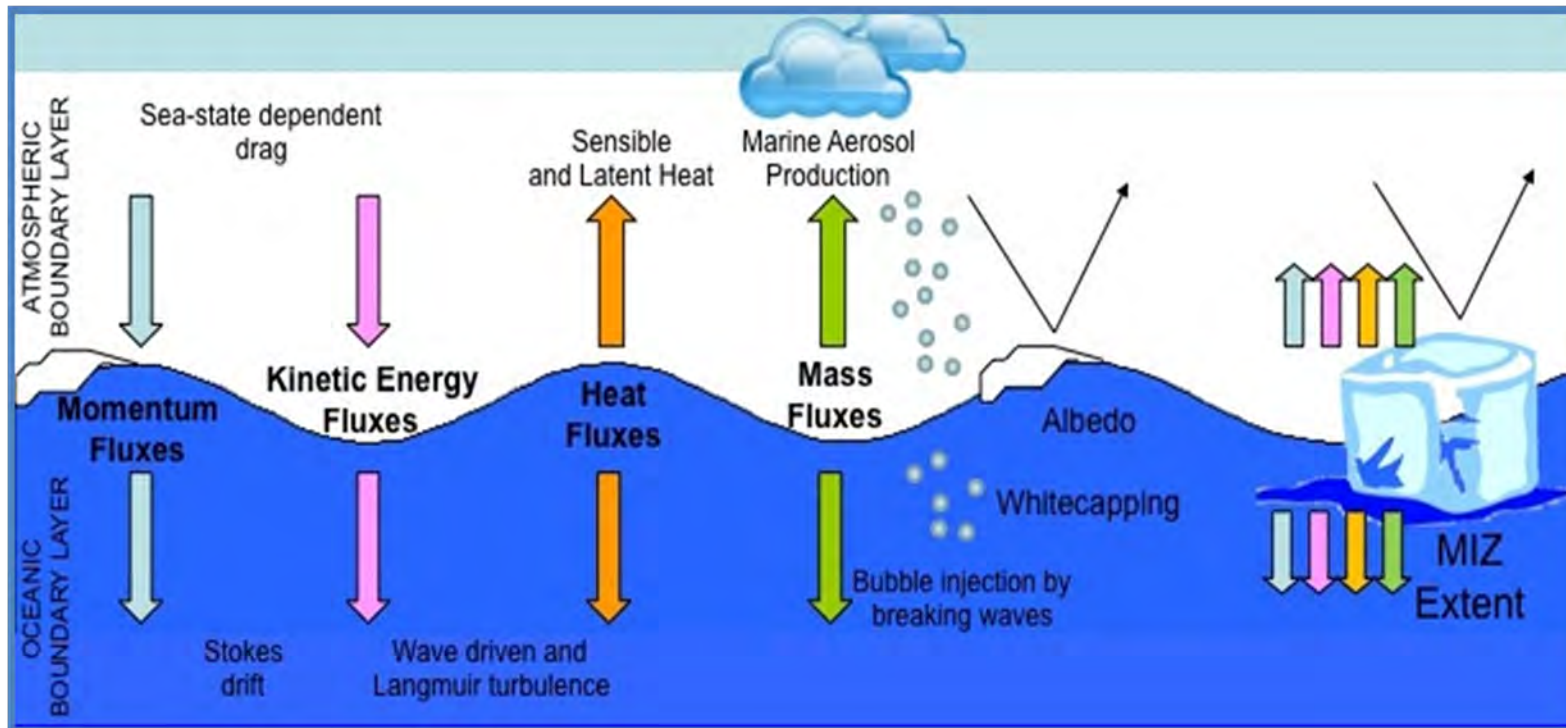 ATMOSPHERIC
BOUNDARY LAYER
Sea-state dependent
drag
Sensible
and Latent Heat
Marine Aerosol
Production
Momentum
Fluxes
Kinetic Energy
Fluxes
Heat
Fluxes
Mass
Fluxes
Albedo
Whitecapping
OCEANIC
BOUNDARY LAYER
Stokes
drift
Wave driven and
Langmuir turbulence
Bubble injection by
breaking waves
MIZ
Extent